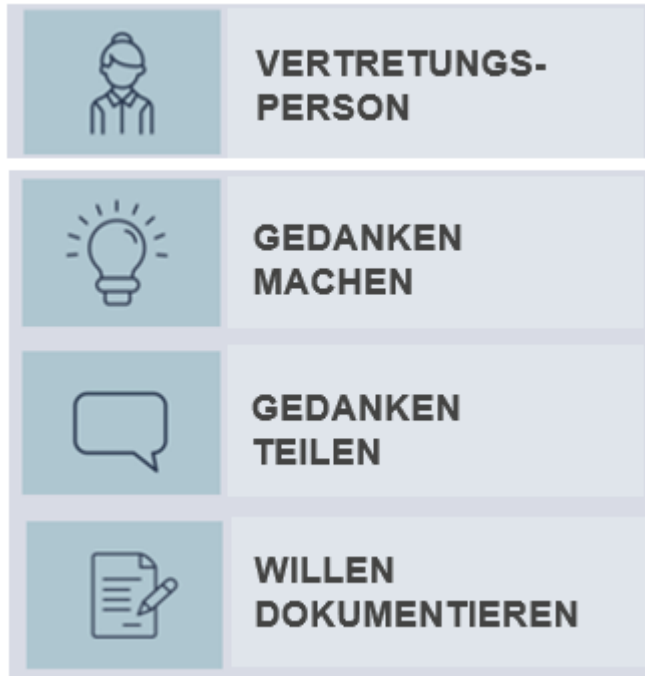 VERTRETUNGS-
PERSON
GEDANKEN
MACHEN
GEDANKEN
TEILEN
WILLEN
DOKUMENTIEREN